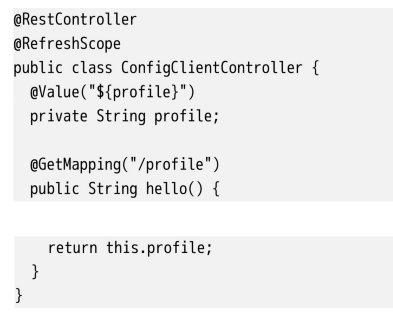 @RestController
@RefreshScope
public class ConfigClientController {
  @Value("${profile}")
  private String profile;

  @GetMapping("/profile")
  public String hello() {

    return this.profile;
  }
}